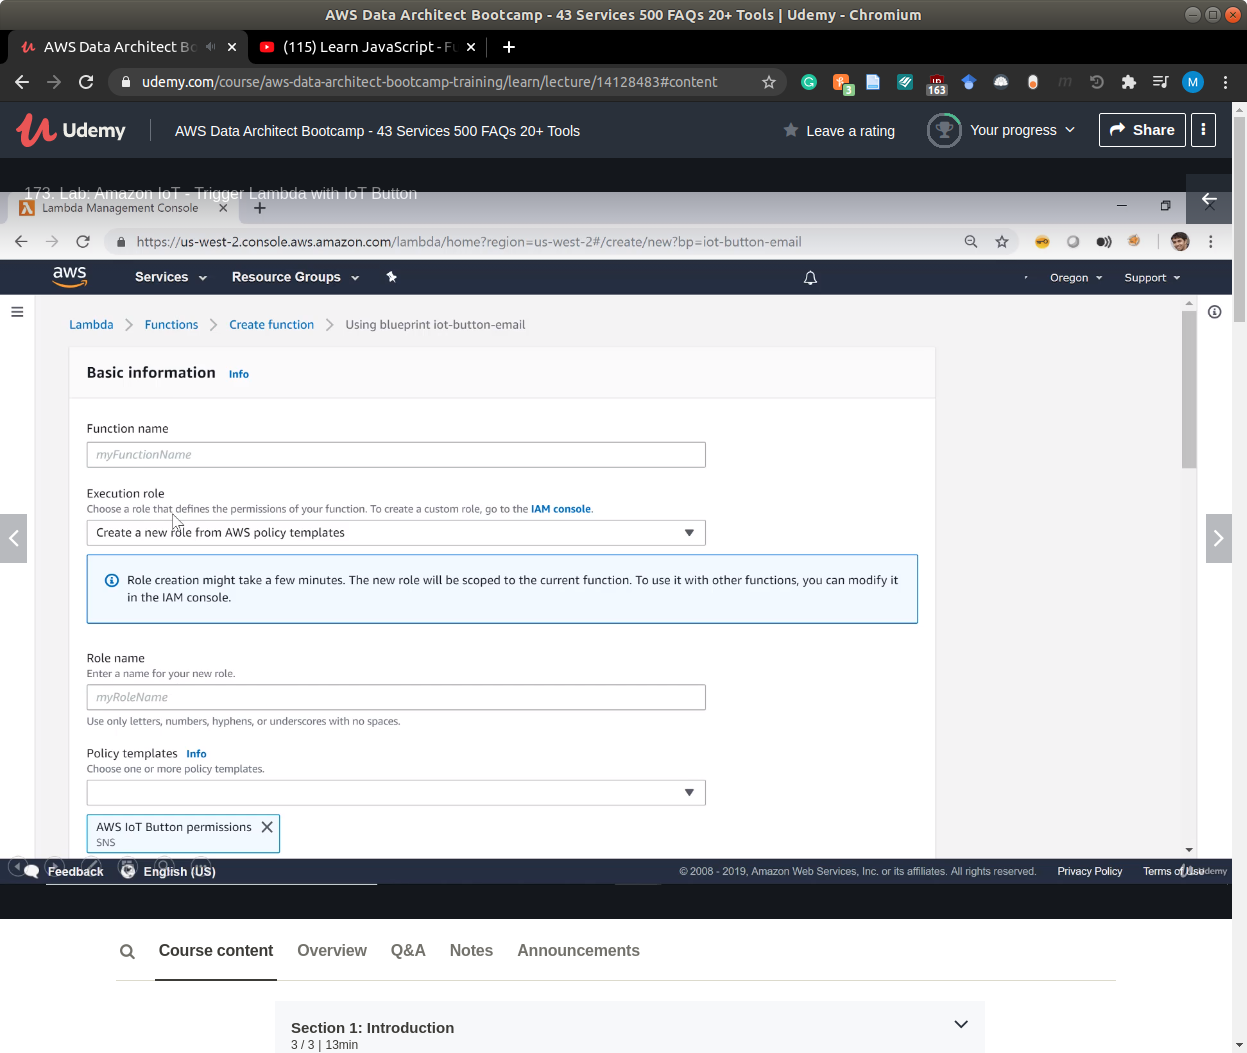 AWS Data Architect Bootcamp - 43 Services 500 FAQs 20+ Tools | Udemy - Chromium
AWS Data Architect Bo
(115) Learn JavaScript - Fu
udemy.com/course/aws-data-architect-bootcamp-training/learn/lecture/14128483#content
3
163
M
Udemy
AWS Data Architect Bootcamp - 43 Services 500 FAQs 20+ Tools
Leave a rating
Your progress
Share
173. Lab: Amazon IoT - Trigger Lambda with IoT Button
Lambda Management Console
https://us-west-2.console.aws.amazon.com/lambda/home?region=us-west-2#/create/new?bp=iot-button-email
aws
Services
Resource Groups
Oregon
Support
Lambda
Functions
Create function
Using blueprint iot-button-email
Basic information Info
Function name
myFunctionName
Execution role
Choose a role that defines the permissions of your function. To create a custom role, go to the IAM console.
Create a new role from AWS policy templates
Role creation might take a few minutes. The new role will be scoped to the current function. To use it with other functions, you can modify it
in the IAM console.
Role name
Enter a name for your new role.
myRoleName
Use only letters, numbers, hyphens, or underscores with no spaces.
Policy templates Info
Choose one or more policy templates.
AWS IoT Button permissions
SNS
Feedback
English (US)
© 2008 - 2019, Amazon Web Services, Inc. or its affiliates. All rights reserved.
Privacy Policy
Terms of Use
Udemy
Course content
Overview
Q&A
Notes
Announcements
Section 1: Introduction
3 / 3 | 13min